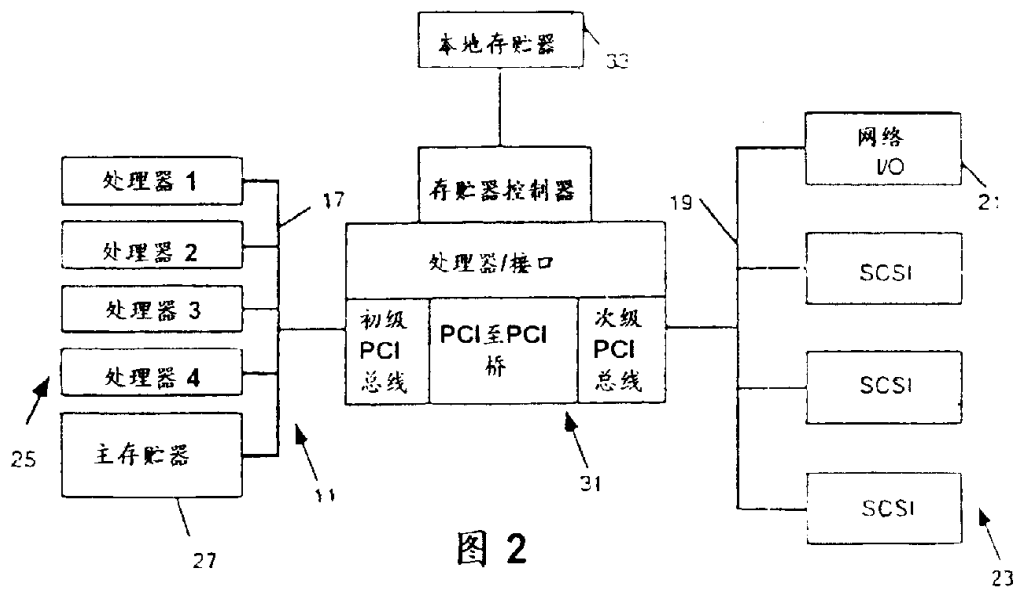 本地存贮器
33
网络
I/O
21
存贮器控制器
处理器 1
17
19
处理器 2
处理器/接口
SCSI
处理器 3
初级
PCI
总线
PCI至PCI
桥
次级
PCI
总线
处理器 4
SCSI
25
主存贮器
11
31
SCSI
27
23
图 2